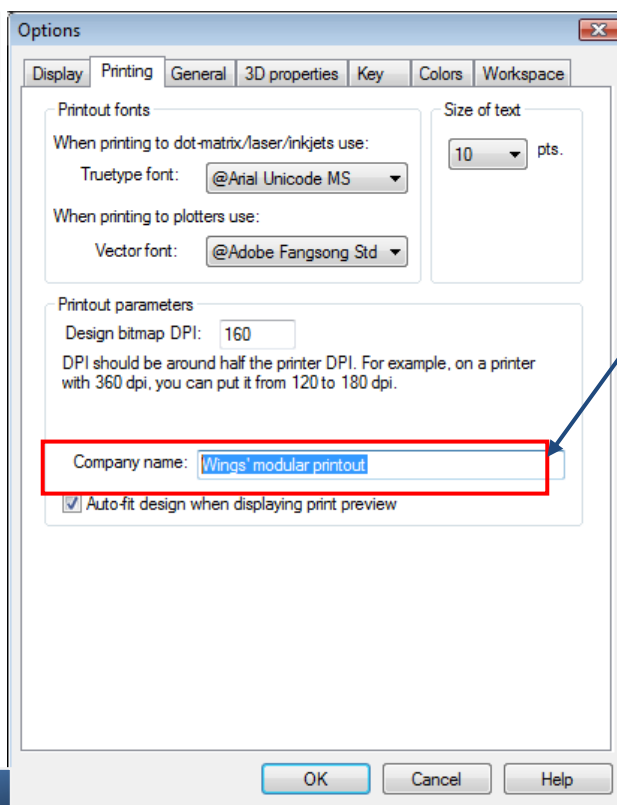 Options
Display Printing General 3D properties Key Colors Workspace
Printout fonts
When printing to dot-matrix/laser/inkjets use:
Truetype font: @Arial Unicode MS
When printing to plotters use:
Vector font: @Adobe Fangsong Std
Size of text
10 pts.
Printout parameters
Design bitmap DPI: 160
DPI should be around half the printer DPI. For example, on a printer
with 360 dpi, you can put it from 120 to 180 dpi.
Company name: Wings' modular printout
Auto-fit design when displaying print preview
OK Cancel Help